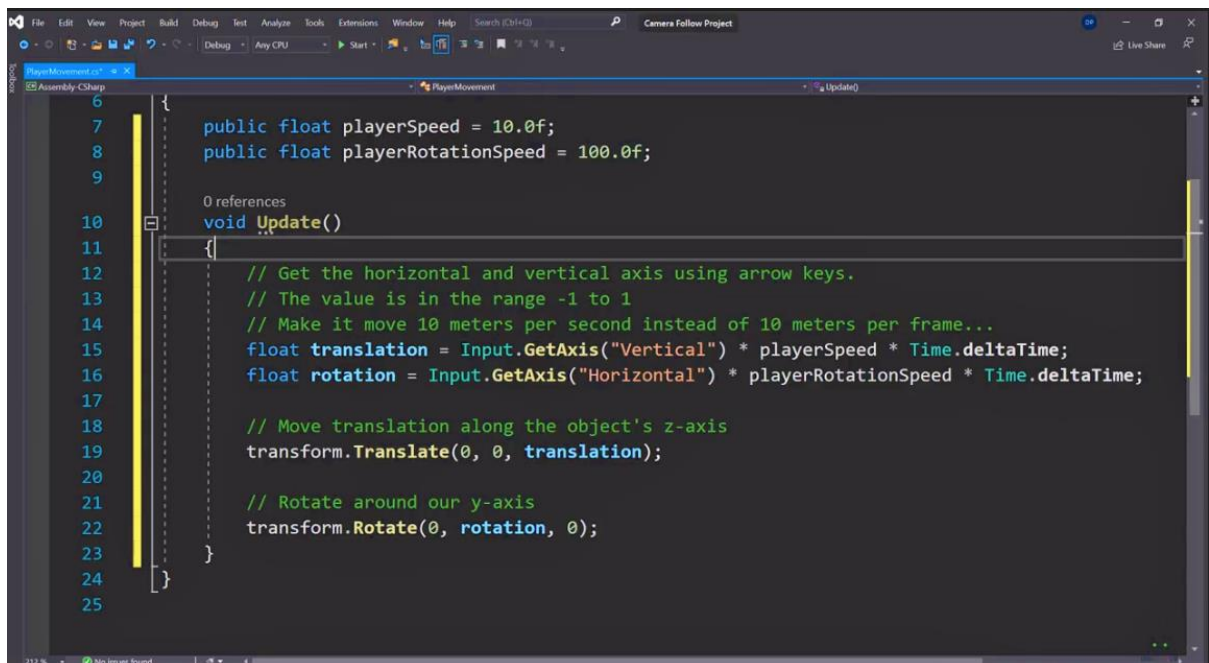 File Edit View Project Build Debug Test Analyze Tools Extensions Window Help Search (Ctrl+Q) Camera Follow Project DP
Debug Any CPU Start Live Share
Toolbox
PlayerMovement.cs*
Assembly-CSharp PlayerMovement Update()
6 {
7 public float playerSpeed = 10.0f;
8 public float playerRotationSpeed = 100.0f;
9
0 references
10 void Update()
11 {
12 // Get the horizontal and vertical axis using arrow keys.
13 // The value is in the range -1 to 1
14 // Make it move 10 meters per second instead of 10 meters per frame...
15 float translation = Input.GetAxis("Vertical") * playerSpeed * Time.deltaTime;
16 float rotation = Input.GetAxis("Horizontal") * playerRotationSpeed * Time.deltaTime;
17
18 // Move translation along the object's z-axis
19 transform.Translate(0, 0, translation);
20
21 // Rotate around our y-axis
22 transform.Rotate(0, rotation, 0);
23 }
24 }
25
No issues found